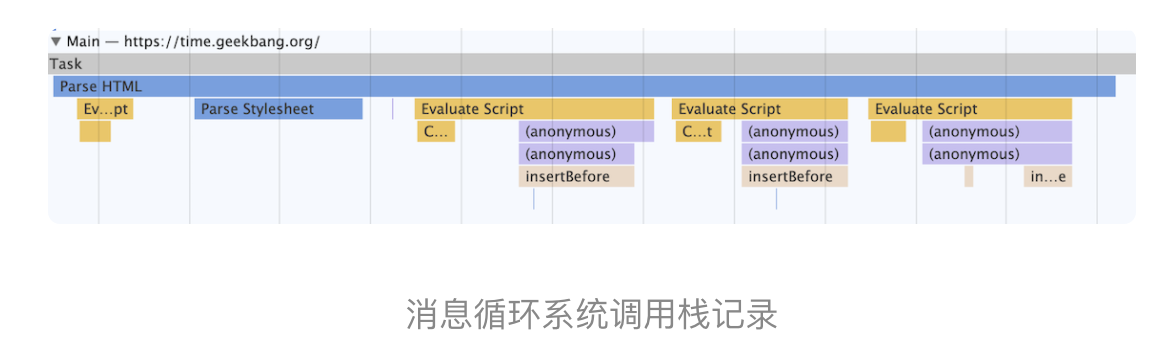 ▼ Main — https://time.geekbang.org/
Task
Parse HTML
Ev...pt Parse Stylesheet Evaluate Script Evaluate Script Evaluate Script
C... (anonymous) C...t (anonymous) (anonymous)
(anonymous) (anonymous) (anonymous)
insertBefore insertBefore in...e
消息循环系统调用栈记录